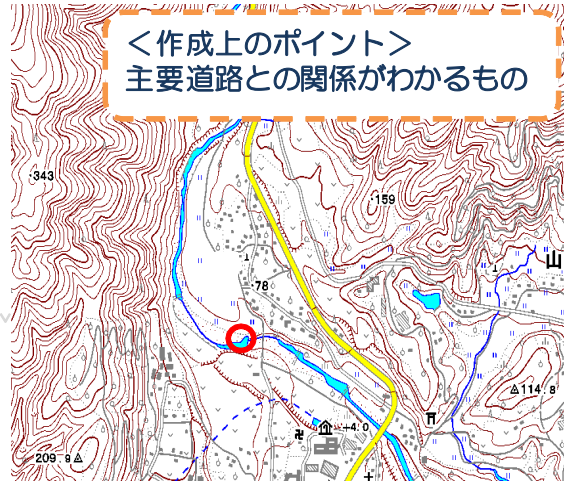 ＜作成上のポイント＞
主要道路との関係がわかるもの
・343
・159
山
・78
114.8
+4.0
209.9